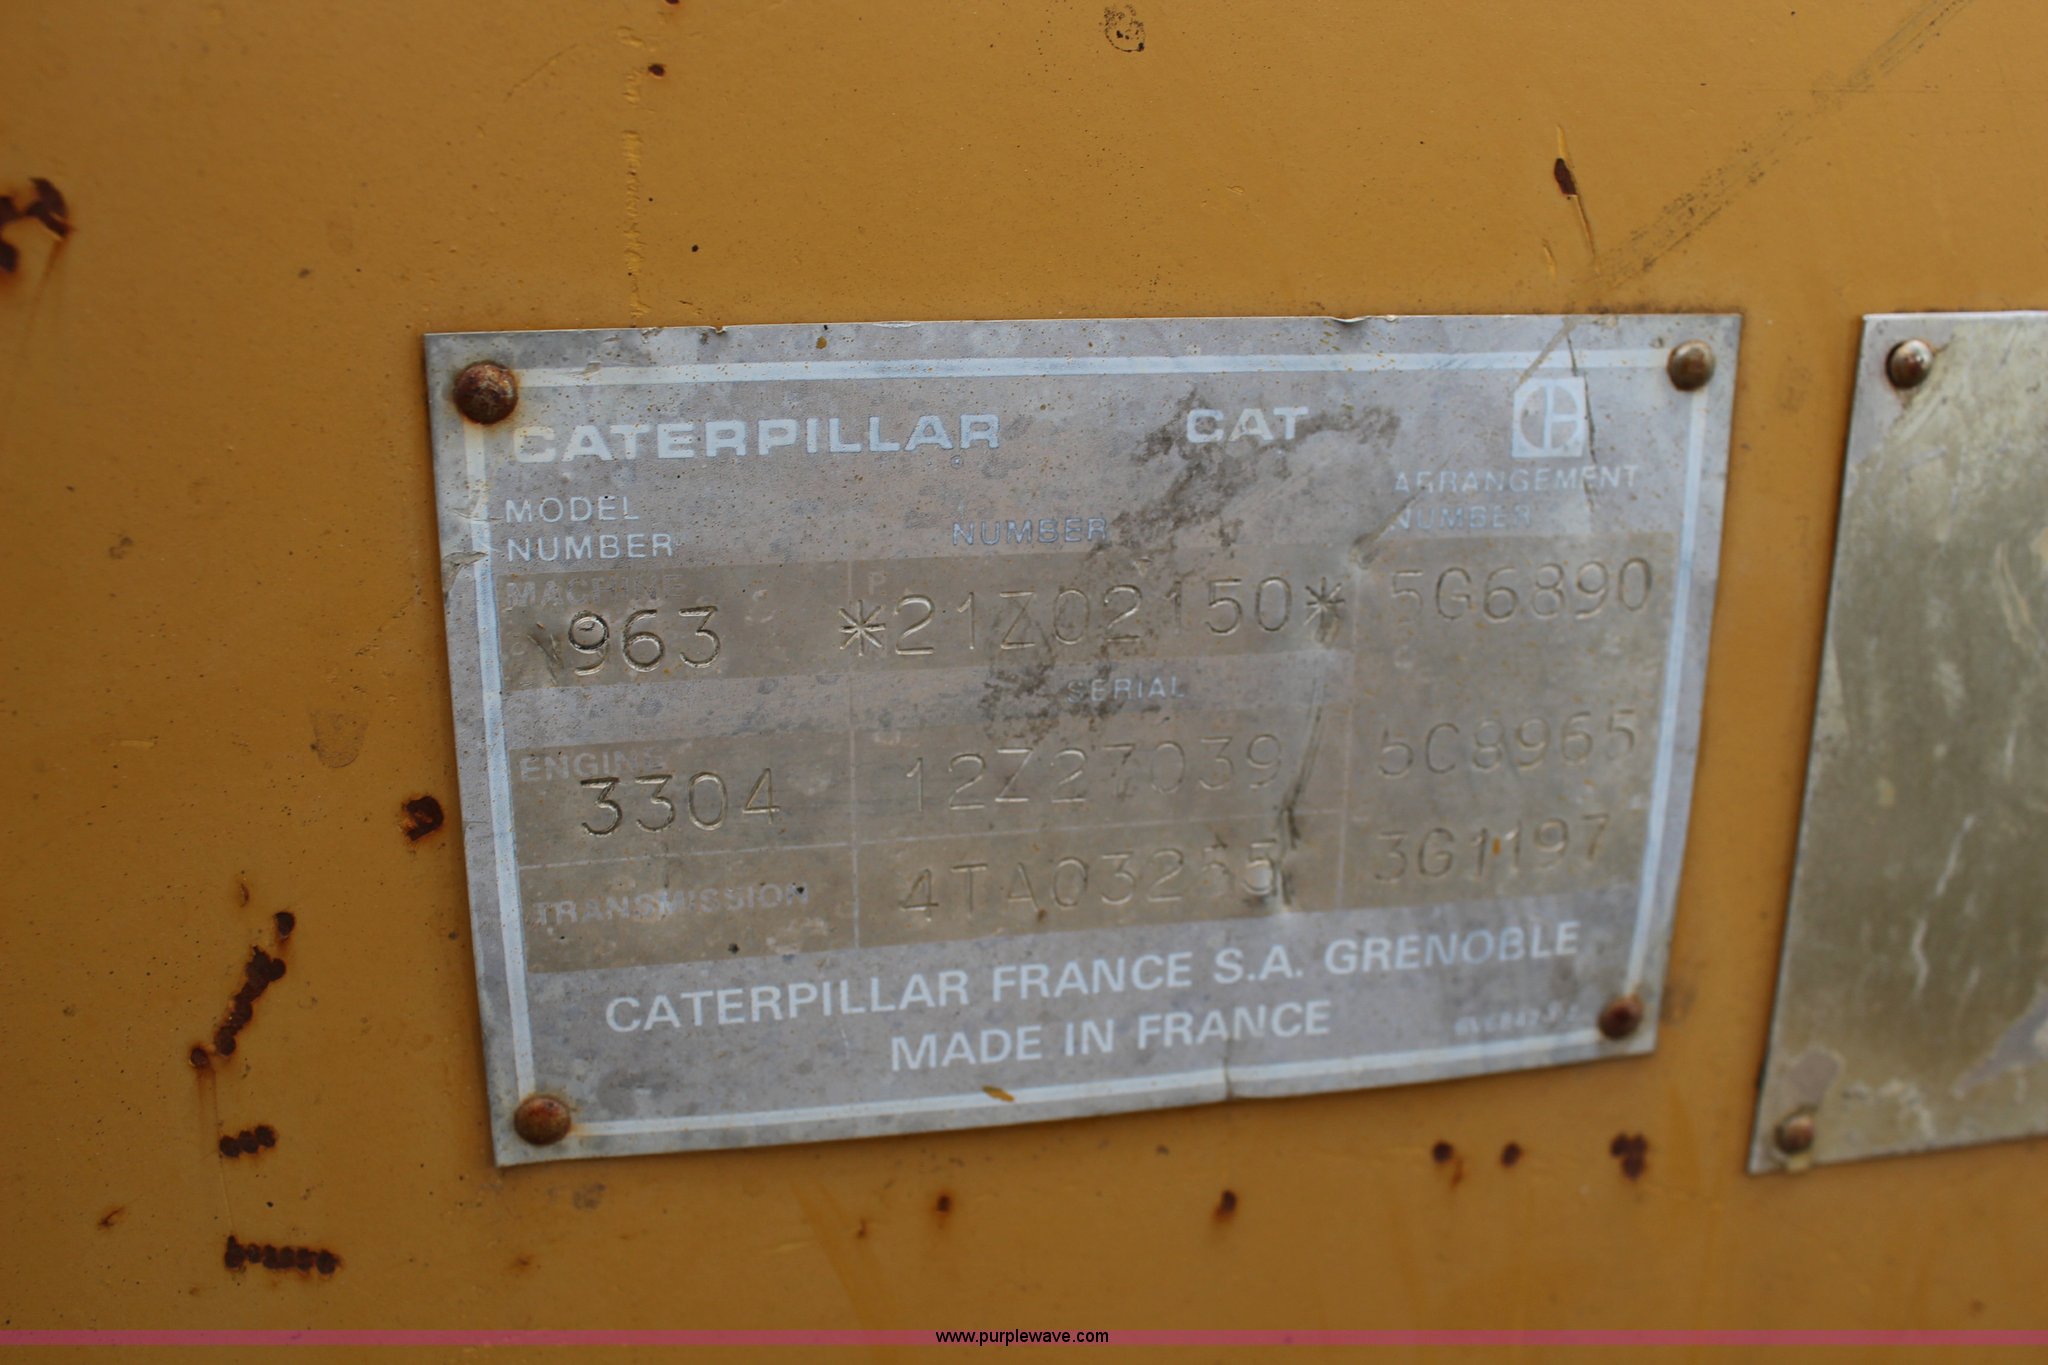 CATERPILLAR CAT
MODEL NUMBER NUMBER ARRANGEMENT NUMBER
MACHINE P
963 *21Z02150* 5G6890
SERIAL
ENGINE
3304 12Z27039 5C8965
TRANSMISSION 4TA03255 3G1197
CATERPILLAR FRANCE S.A. GRENOBLE
MADE IN FRANCE
www.purplewave.com